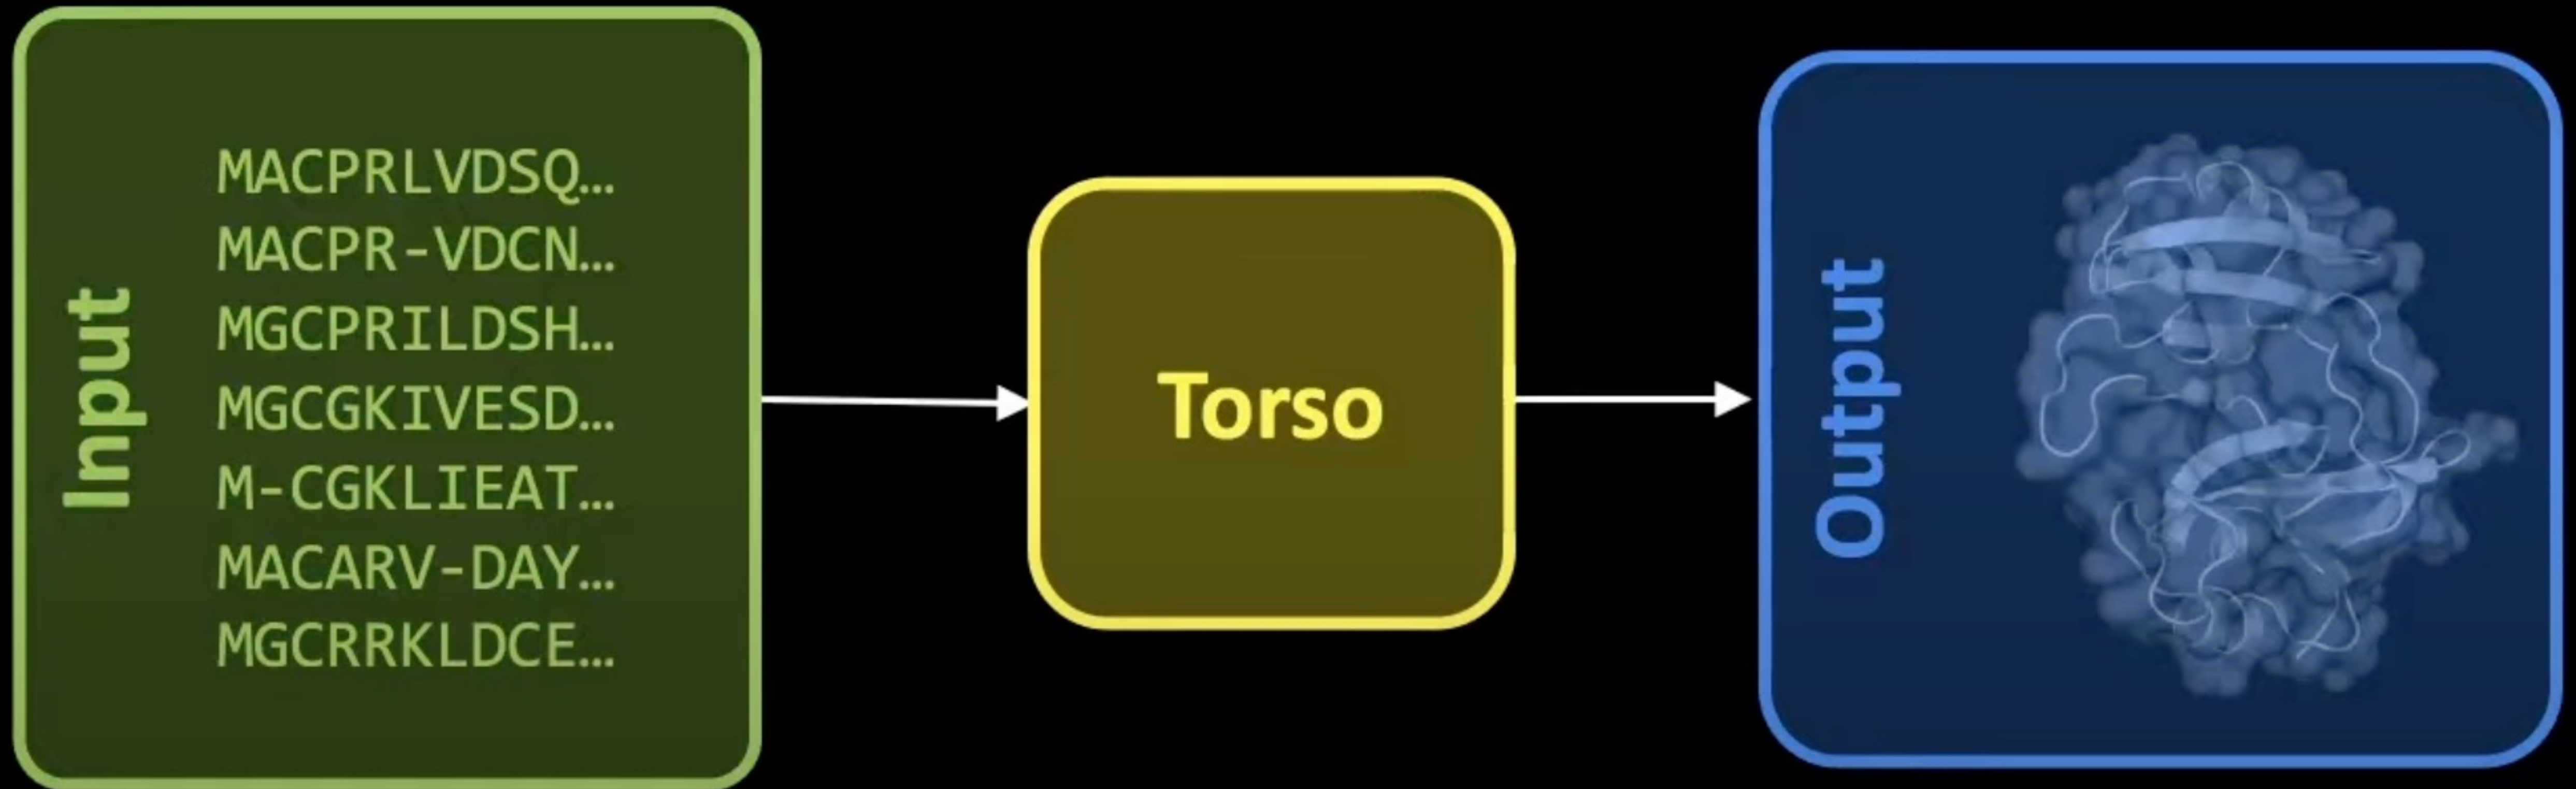 Input
MACPRLVDSQ…
MACPR-VDCN…
MGCPRILDSH…
MGCGKIVESD…
M-CGKLIEAT…
MACARV-DAY…
MGCRRKLDCE…
Torso
Output